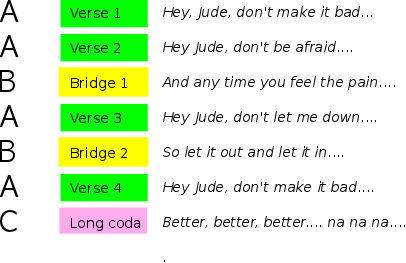 A Verse 1 Hey, Jude, don't make it bad...
A Verse 2 Hey Jude, don't be afraid....
B Bridge 1 And any time you feel the pain....
A Verse 3 Hey Jude, don't let me down....
B Bridge 2 So let it out and let it in....
A Verse 4 Hey Jude, don't make it bad....
C Long coda Better, better, better.... na na na....
.